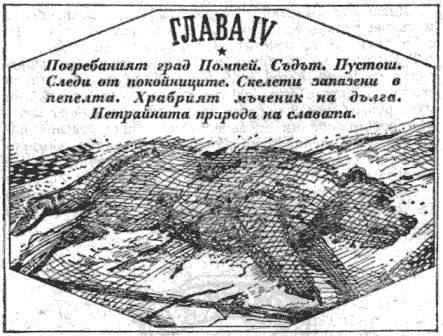 ГЛАВА IV
Погребаният град Помпей. Съдът. Пустош.
Следи от покойниците. Скелети запазени в
пепелта. Храбрият мъченик на дълга.
Нетрайната природа на славата.